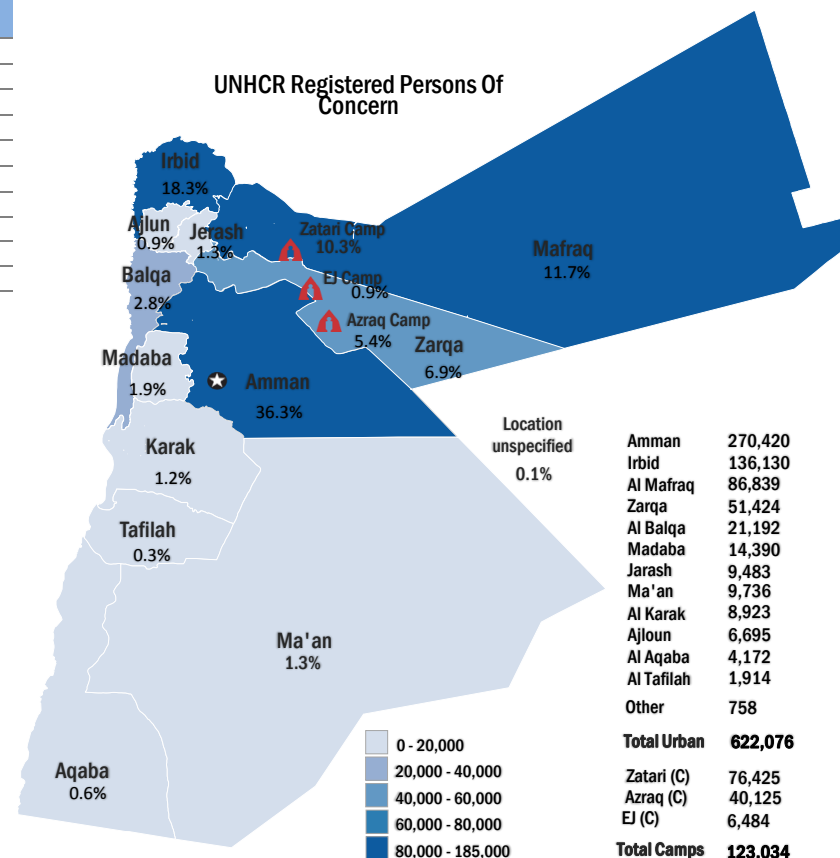 UNHCR Registered Persons Of
Concern
Irbid
18.3%
Ajlun
0.9%
Jerash
1.3%
Zatari Camp
10.3%
Mafraq
11.7%
Balqa
2.8%
EJ Camp
0.9%
Azraq Camp
5.4%
Zarqa
6.9%
Madaba
1.9%
Amman
36.3%
Location
unspecified
0.1%
Karak
1.2%
Tafilah
0.3%
Ma'an
1.3%
Aqaba
0.6%
0 - 20,000
20,000 - 40,000
40,000 - 60,000
60,000 - 80,000
80,000 - 185,000
Amman 270,420
Irbid 136,130
Al Mafraq 86,839
Zarqa 51,424
Al Balqa 21,192
Madaba 14,390
Jarash 9,483
Ma'an 9,736
Al Karak 8,923
Ajloun 6,695
Al Aqaba 4,172
Al Tafilah 1,914
Other 758
Total Urban 622,076
Zatari (C) 76,425
Azraq (C) 40,125
EJ (C) 6,484
Total Camps 123,034